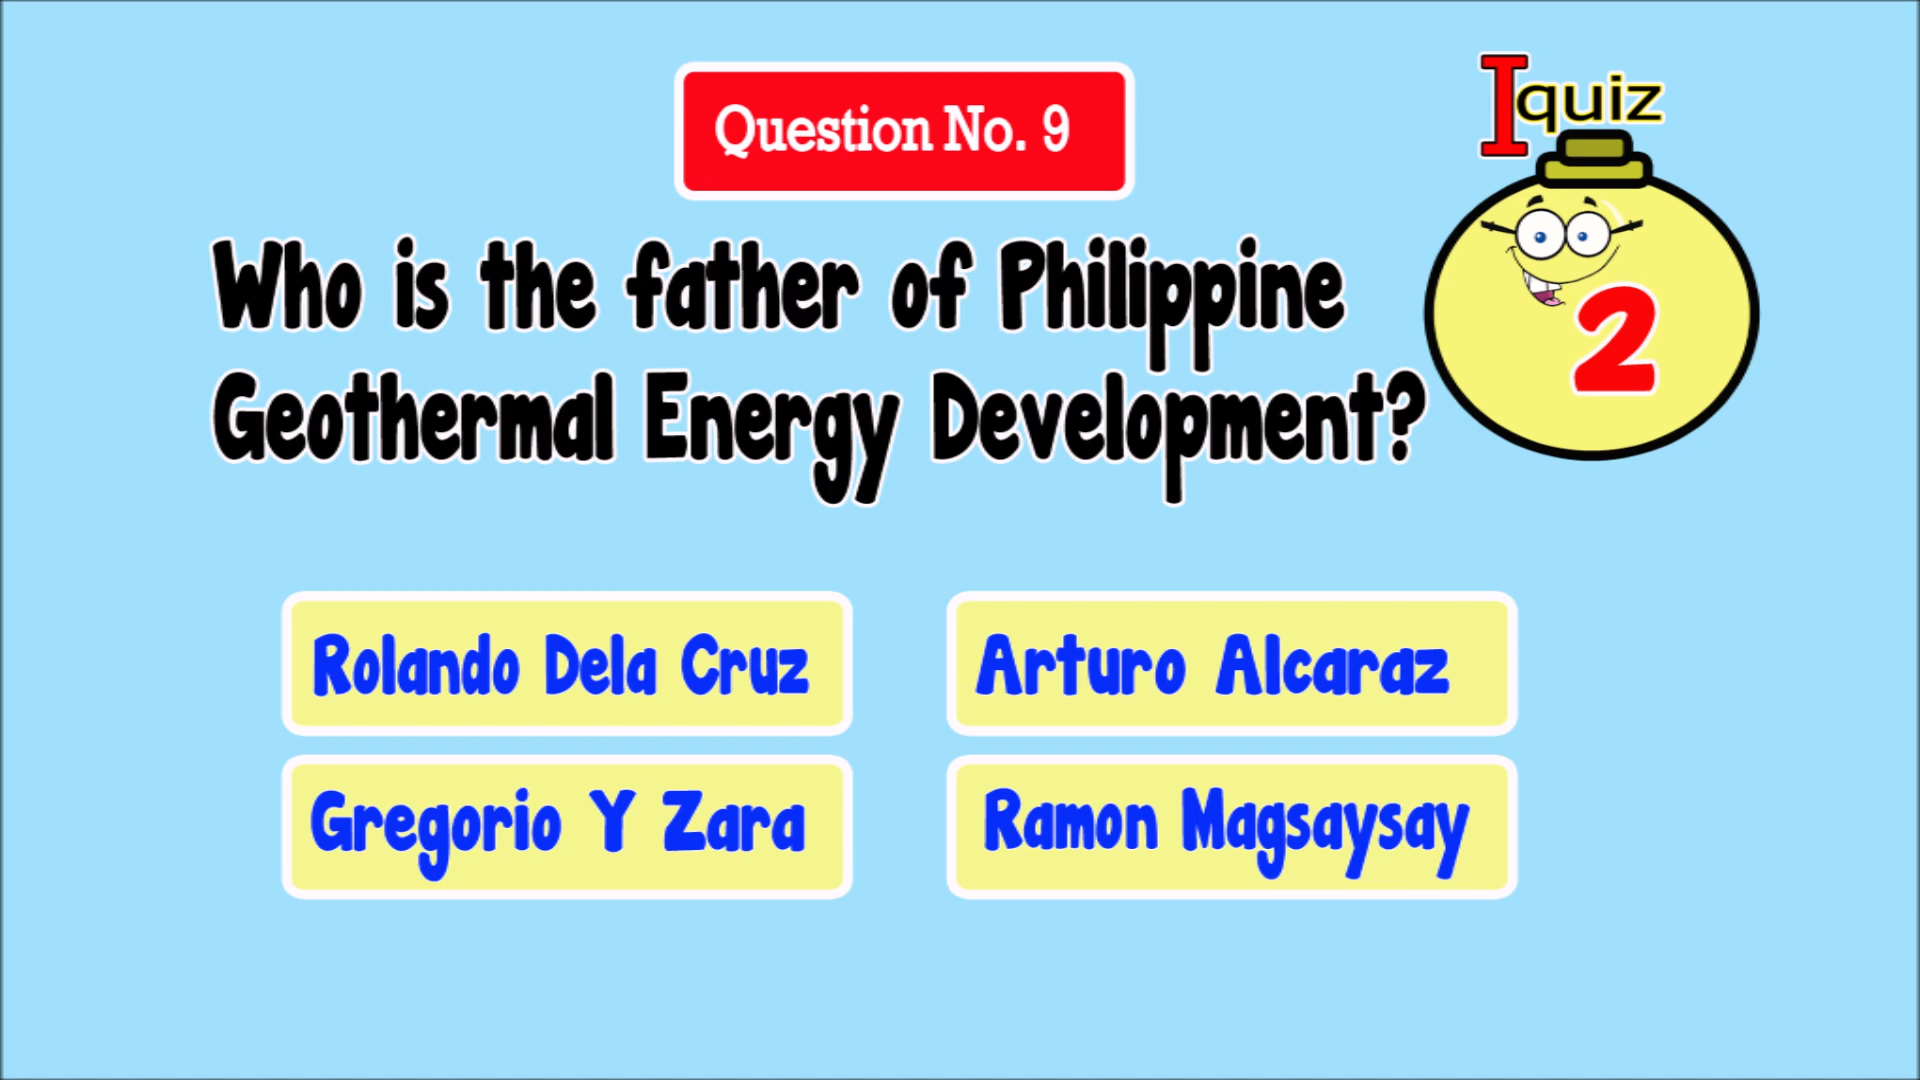 Question No. 9
Iquiz
2
Who is the father of Philippine
Geothermal Energy Development?
Rolando Dela Cruz
Arturo Alcaraz
Gregorio Y Zara
Ramon Magsaysay